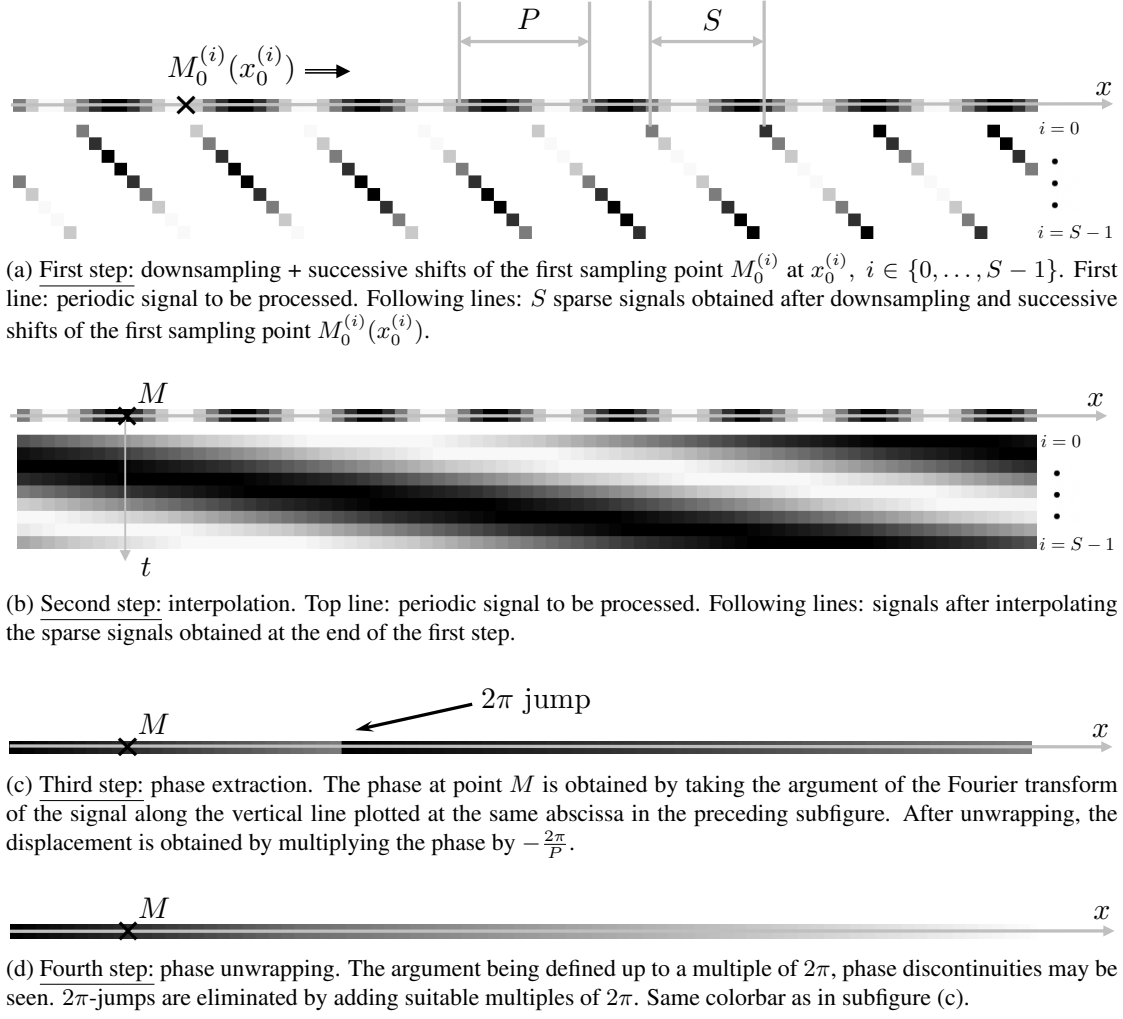 P
S
M_0^{(i)}(x_0^{(i)})
x
i = 0
i = S − 1
(a) First step: downsampling + successive shifts of the first sampling point M_0^{(i)} at x_0^{(i)}, i ∈ {0, . . . , S − 1}. First
line: periodic signal to be processed. Following lines: S sparse signals obtained after downsampling and successive
shifts of the first sampling point M_0^{(i)}(x_0^{(i)}).
M
x
i = 0
i = S − 1
t
(b) Second step: interpolation. Top line: periodic signal to be processed. Following lines: signals after interpolating
the sparse signals obtained at the end of the first step.
2π jump
M
x
(c) Third step: phase extraction. The phase at point M is obtained by taking the argument of the Fourier transform
of the signal along the vertical line plotted at the same abscissa in the preceding subfigure. After unwrapping, the
displacement is obtained by multiplying the phase by −\frac{2π}{P}.
M
x
(d) Fourth step: phase unwrapping. The argument being defined up to a multiple of 2π, phase discontinuities may be
seen. 2π-jumps are eliminated by adding suitable multiples of 2π. Same colorbar as in subfigure (c).